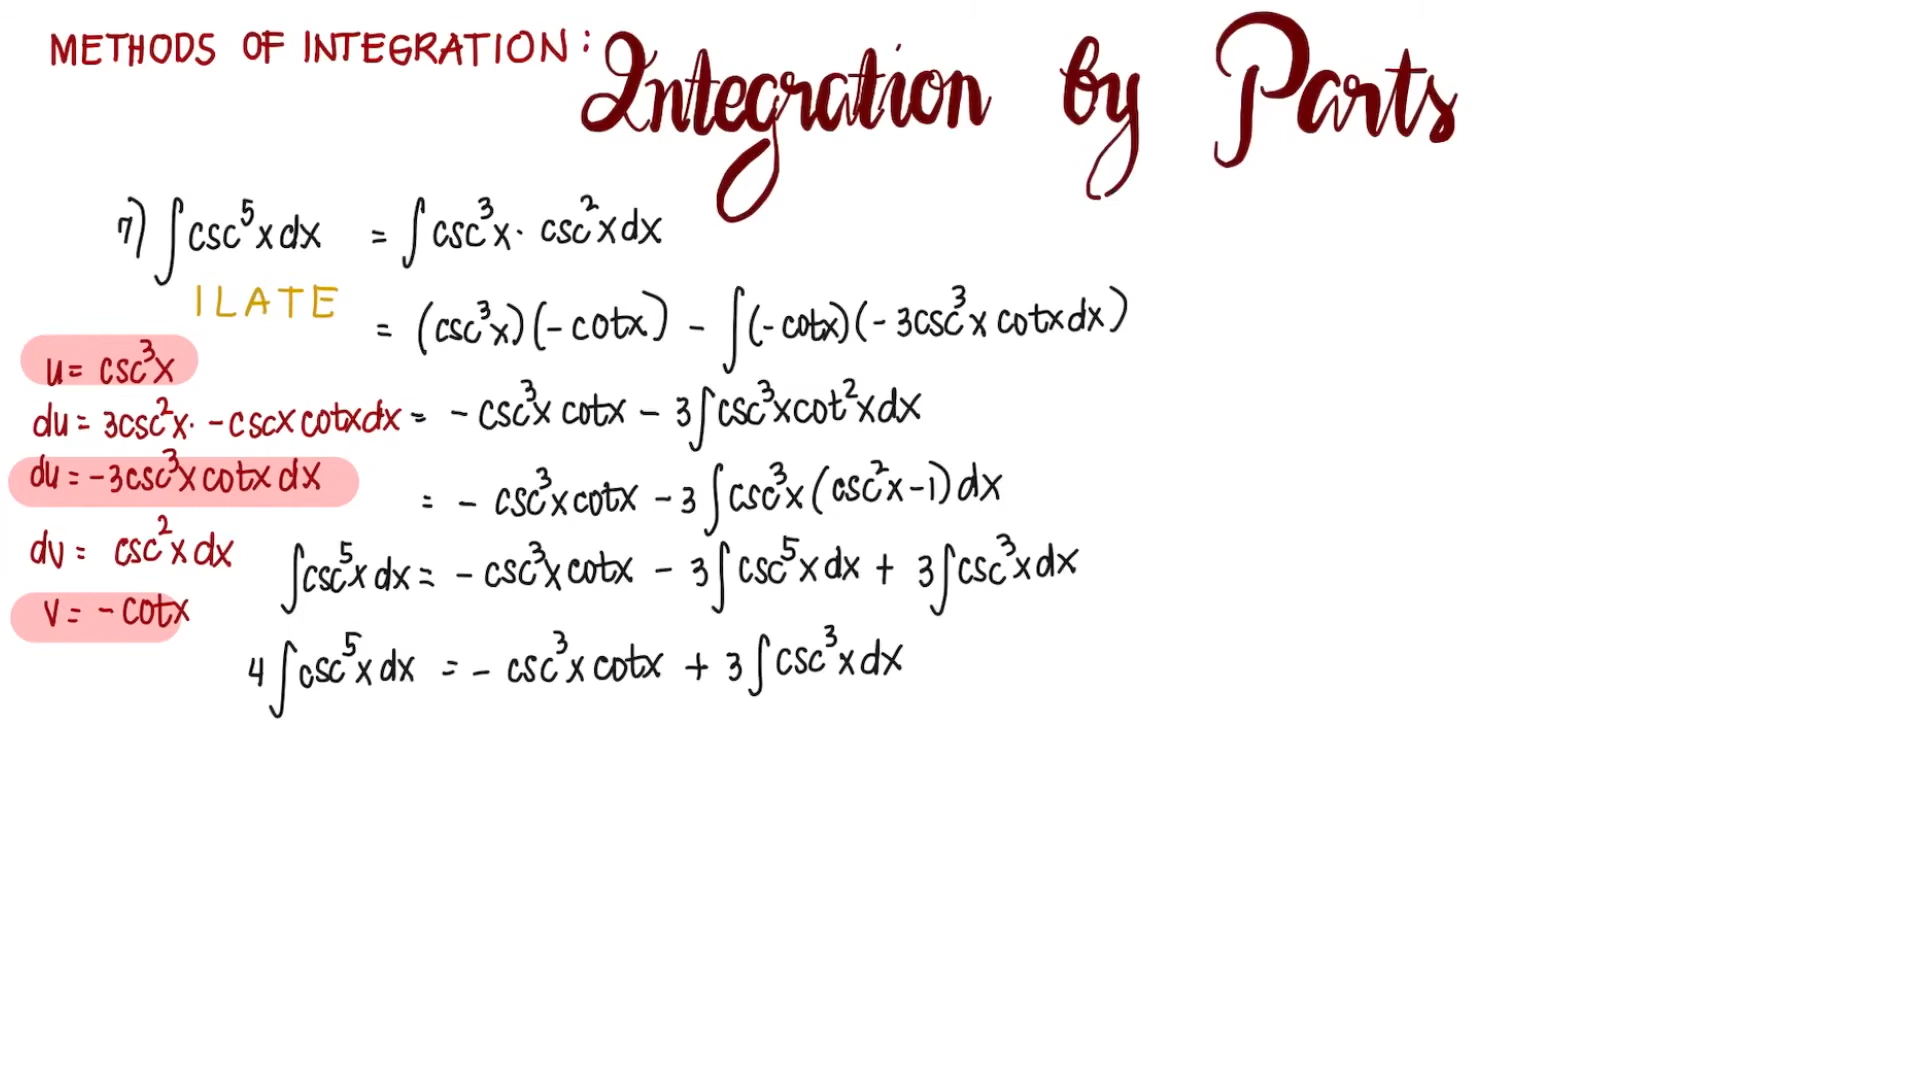 METHODS OF INTEGRATION: Integration by Parts
7) ∫csc⁵x dx = ∫csc³x · csc²x dx
ILATE
= (csc³x)(-cotx) - ∫(-cotx)(-3csc³x cotx dx)
u = csc³x
du = 3csc²x · -cscx cotx dx = -csc³x cotx - 3∫csc³x cot²x dx
du = -3csc³x cotx dx
= -csc³x cotx - 3∫csc³x (csc²x-1) dx
dv = csc²x dx
∫csc⁵x dx = -csc³x cotx - 3∫csc⁵x dx + 3∫csc³x dx
v = -cotx
4∫csc⁵x dx = -csc³x cotx + 3∫csc³x dx